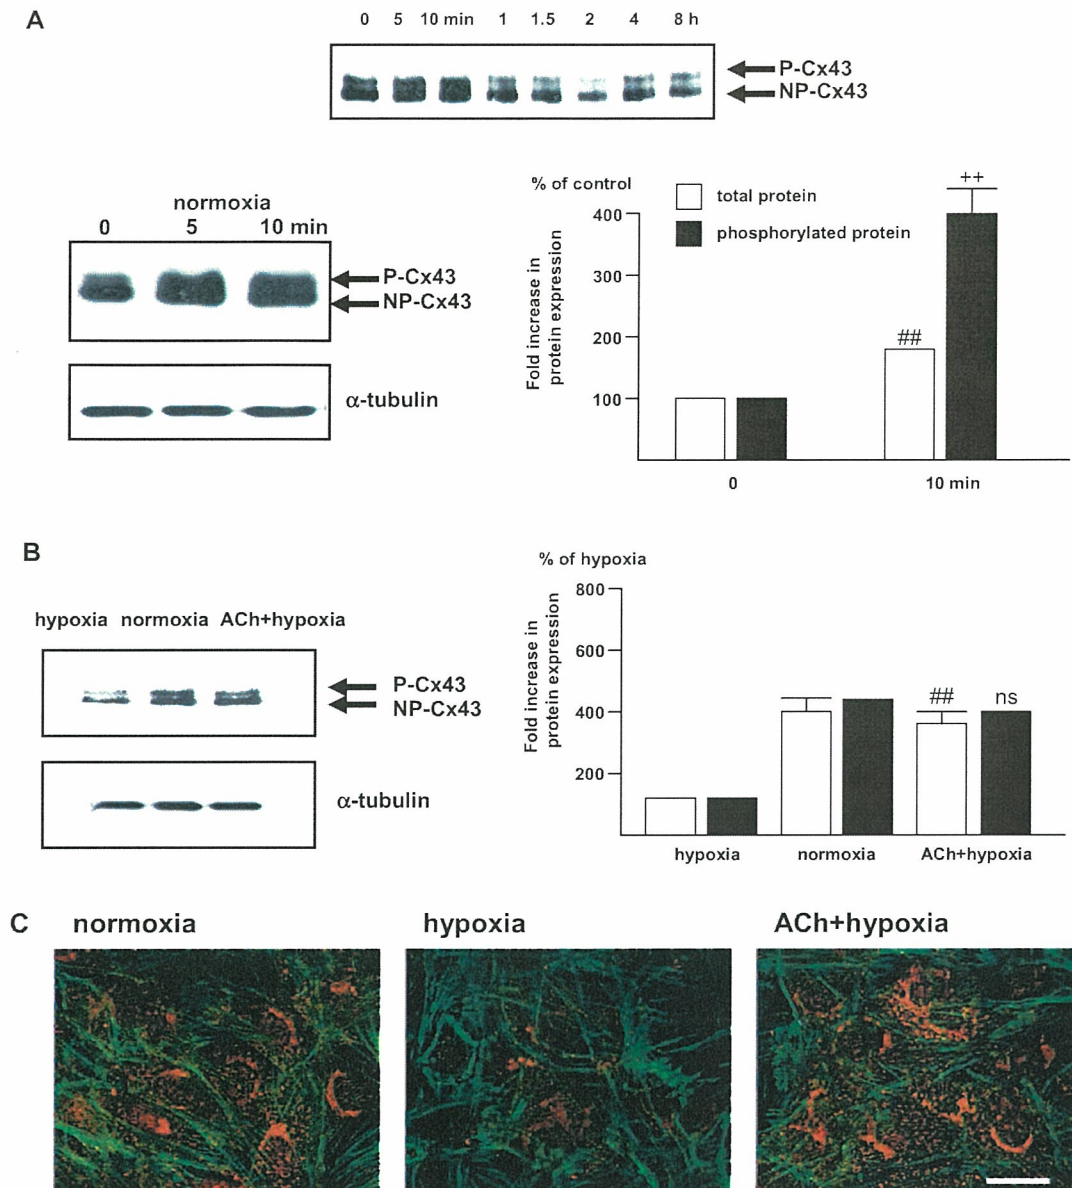 A
0 5 10 min 1 1.5 2 4 8 h
P-Cx43
NP-Cx43
normoxia
0 5 10 min
P-Cx43
NP-Cx43
α-tubulin
% of control
total protein
phosphorylated protein
Fold increase in
protein expression
400
300
200
100
##
++
0 10 min
B
hypoxia normoxia ACh+hypoxia
P-Cx43
NP-Cx43
α-tubulin
% of hypoxia
Fold increase in
protein expression
800
600
400
200
## ns
hypoxia normoxia ACh+hypoxia
C normoxia hypoxia ACh+hypoxia